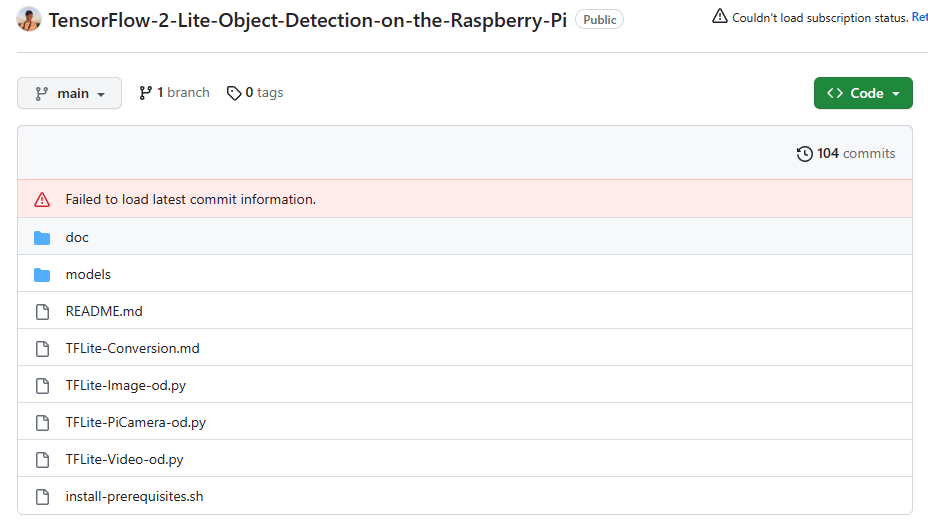 TensorFlow-2-Lite-Object-Detection-on-the-Raspberry-Pi Public
Couldn't load subscription status. Ret
main 1 branch 0 tags
<> Code
104 commits
Failed to load latest commit information.
doc
models
README.md
TFLite-Conversion.md
TFLite-Image-od.py
TFLite-PiCamera-od.py
TFLite-Video-od.py
install-prerequisites.sh